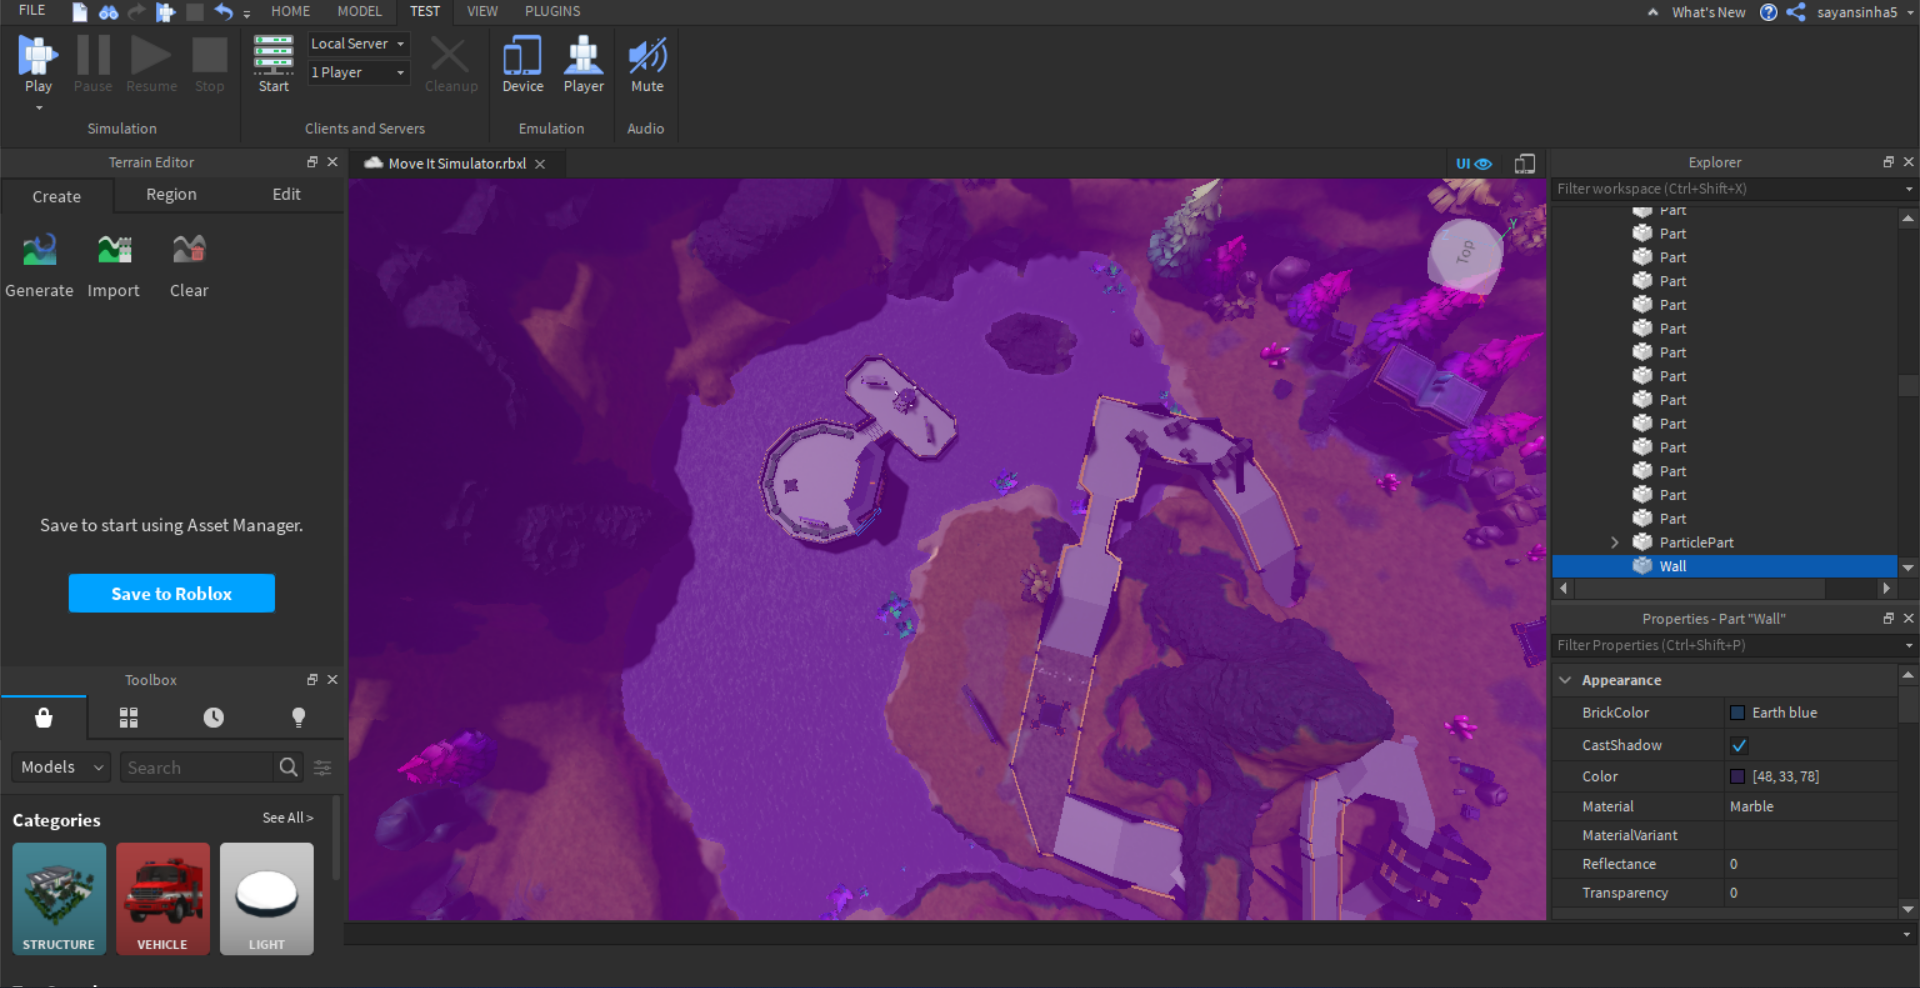 FILE HOME MODEL TEST VIEW PLUGINS What's New sayansinha5
Play Pause Resume Stop Start Local Server 1 Player Cleanup Device Player Mute
Simulation Clients and Servers Emulation Audio
Terrain Editor
Create Region Edit
Generate Import Clear
Save to start using Asset Manager.
Save to Roblox
Toolbox
Models Search
Categories See All >
STRUCTURE VEHICLE LIGHT
Move It Simulator.rbxl
UI
Top
Y
X
Explorer
Filter workspace (Ctrl+Shift+X)
Part
Part
Part
Part
Part
Part
Part
Part
Part
Part
Part
Part
Part
Part
ParticlePart
Wall
Properties - Part "Wall"
Filter Properties (Ctrl+Shift+P)
Appearance
BrickColor Earth blue
CastShadow
Color [48, 33, 78]
Material Marble
MaterialVariant
Reflectance 0
Transparency 0